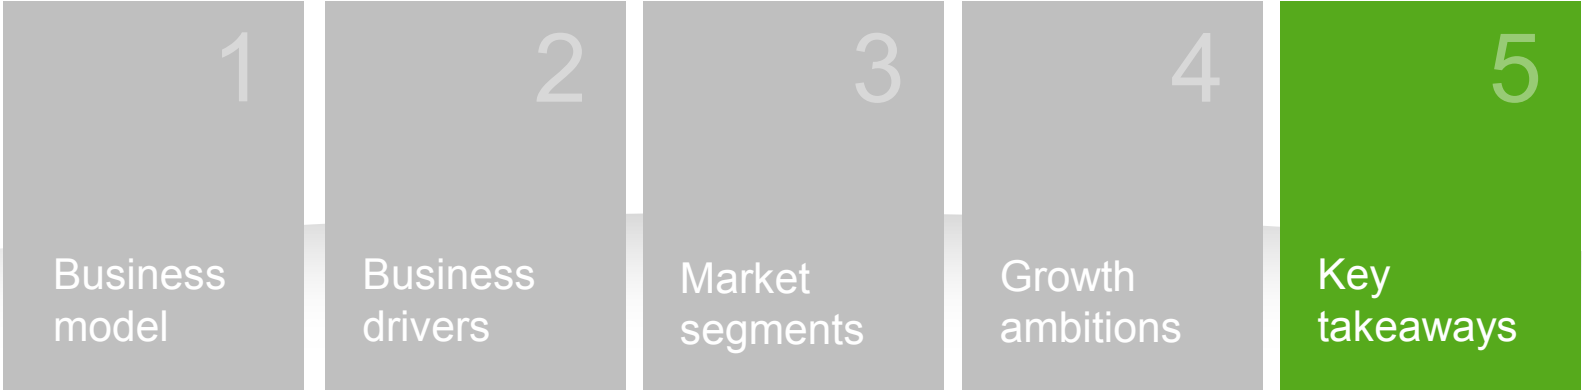 1
Business
model
2
Business
drivers
3
Market
segments
4
Growth
ambitions
5
Key
takeaways